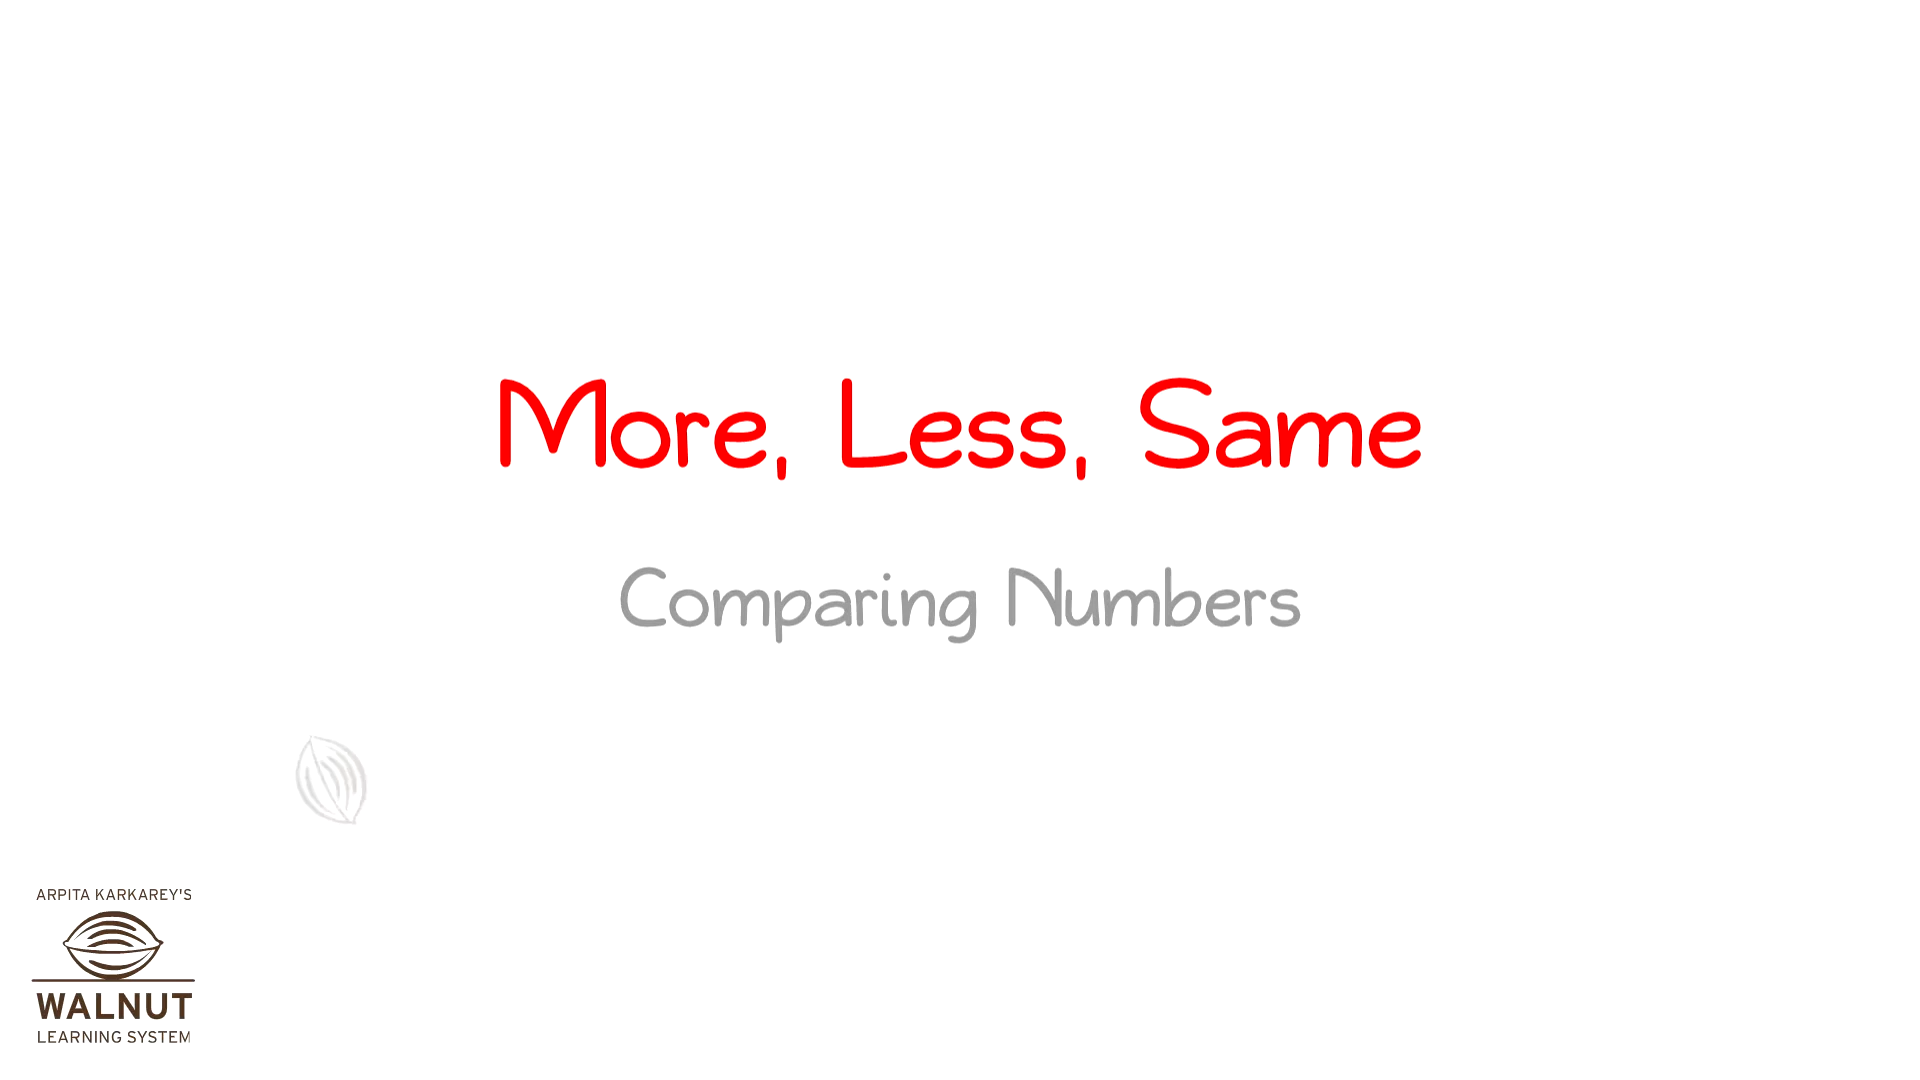 More, Less, Same
Comparing Numbers
ARPITA KARKAREY'S
WALNUT
LEARNING SYSTEM